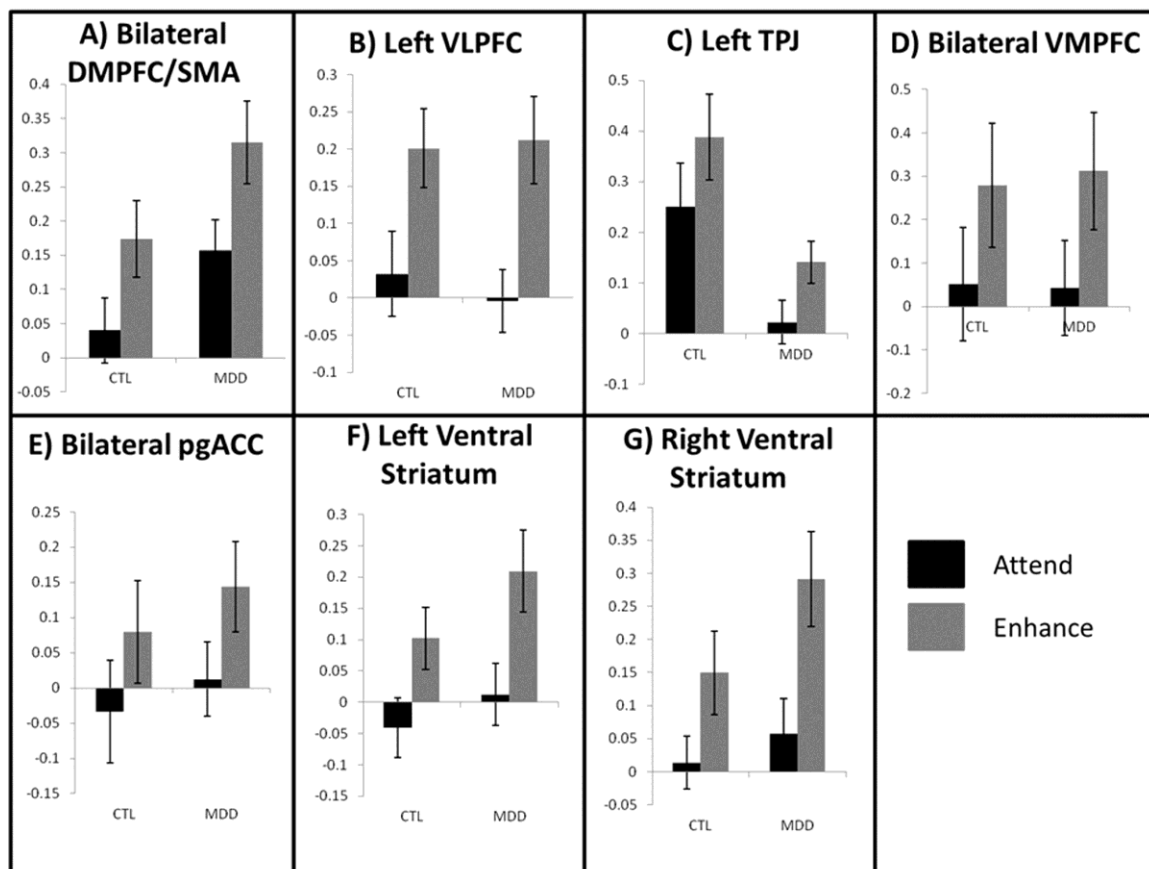 A) Bilateral
DMPFC/SMA
0.4
0.35
0.3
0.25
0.2
0.15
0.1
0.05
0
-0.05
CTL
MDD
B) Left VLPFC
0.3
0.25
0.2
0.15
0.1
0.05
0
-0.05
-0.1
CTL
MDD
C) Left TPJ
0.5
0.4
0.3
0.2
0.1
0
-0.1
CTL
MDD
D) Bilateral VMPFC
0.5
0.4
0.3
0.2
0.1
0
-0.1
-0.2
CTL
MDD
E) Bilateral pgACC
0.25
0.2
0.15
0.1
0.05
0
-0.05
-0.1
-0.15
CTL
MDD
F) Left Ventral
Striatum
0.3
0.25
0.2
0.15
0.1
0.05
0
-0.05
-0.1
-0.15
CTL
MDD
G) Right Ventral
Striatum
0.4
0.35
0.3
0.25
0.2
0.15
0.1
0.05
0
-0.05
CTL
MDD
Attend
Enhance